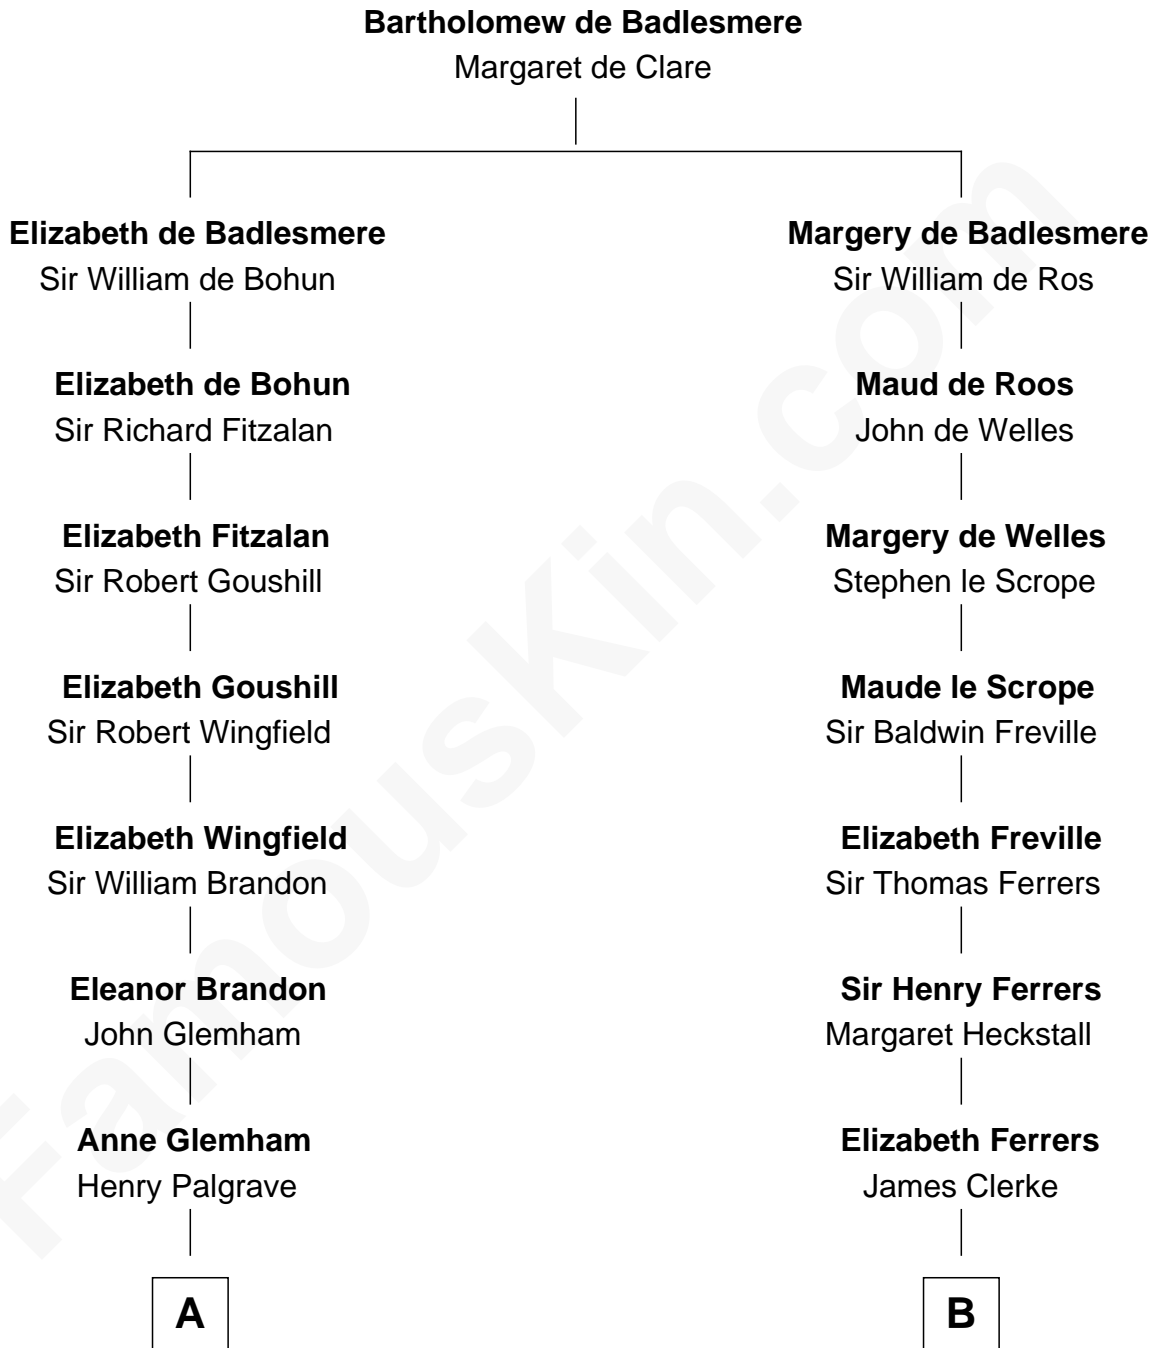 Bartholomew de Badlesmere
Margaret de Clare
Elizabeth de Badlesmere
Sir William de Bohun
Elizabeth de Bohun
Sir Richard Fitzalan
Elizabeth Fitzalan
Sir Robert Goushill
Elizabeth Goushill
Sir Robert Wingfield
Elizabeth Wingfield
Sir William Brandon
Eleanor Brandon
John Glemham
Anne Glemham
Henry Palgrave
A
Margery de Badlesmere
Sir William de Ros
Maud de Roos
John de Welles
Margery de Welles
Stephen le Scrope
Maude le Scrope
Sir Baldwin Freville
Elizabeth Freville
Sir Thomas Ferrers
Sir Henry Ferrers
Margaret Heckstall
Elizabeth Ferrers
James Clerke
B
FamousKin.com